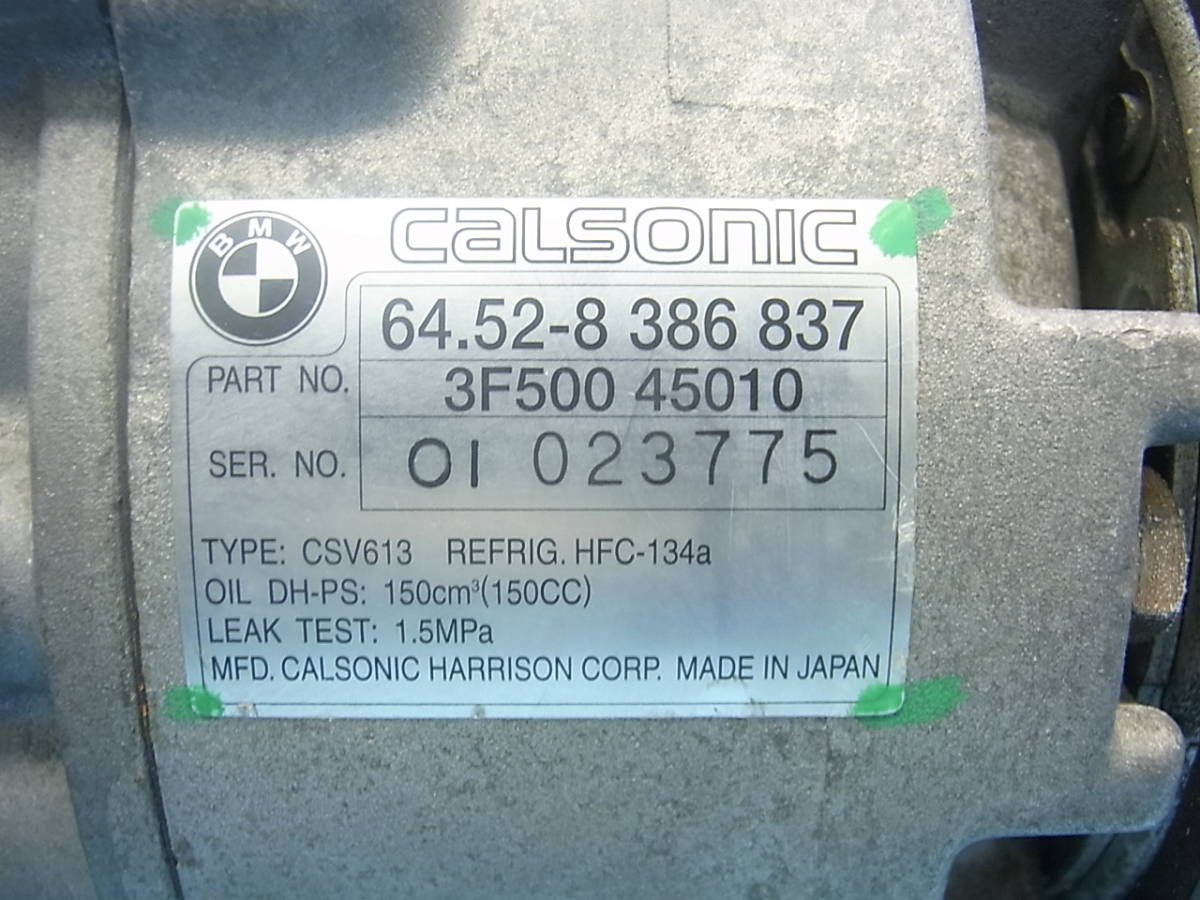 BMW CALSONIC
64.52-8 386 837
PART NO. 3F500 45010
SER. NO. OI 023775
TYPE: CSV613 REFRIG. HFC-134a
OIL DH-PS: 150cm³(150CC)
LEAK TEST: 1.5MPa
MFD. CALSONIC HARRISON CORP. MADE IN JAPAN